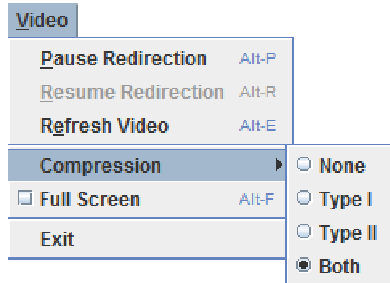 Video
Pause Redirection Alt-P
Resume Redirection Alt-R
Refresh Video Alt-E
Compression
None
Full Screen Alt-F
Type I
Type II
Exit
Both